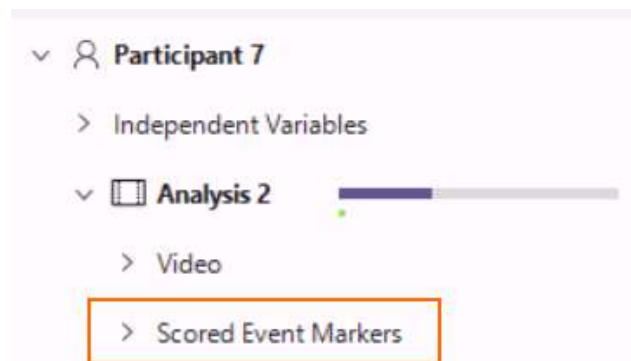 Participant 7
Independent Variables
Analysis 2
Video
Scored Event Markers